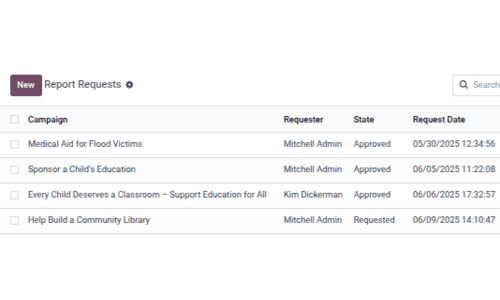 New Report Requests Search
Campaign Requester State Request Date
Medical Aid for Flood Victims Mitchell Admin Approved 05/30/2025 12:34:56
Sponsor a Child's Education Mitchell Admin Approved 06/05/2025 11:22:08
Every Child Deserves a Classroom – Support Education for All Kim Dickerman Approved 06/06/2025 17:32:57
Help Build a Community Library Mitchell Admin Requested 06/09/2025 14:10:47